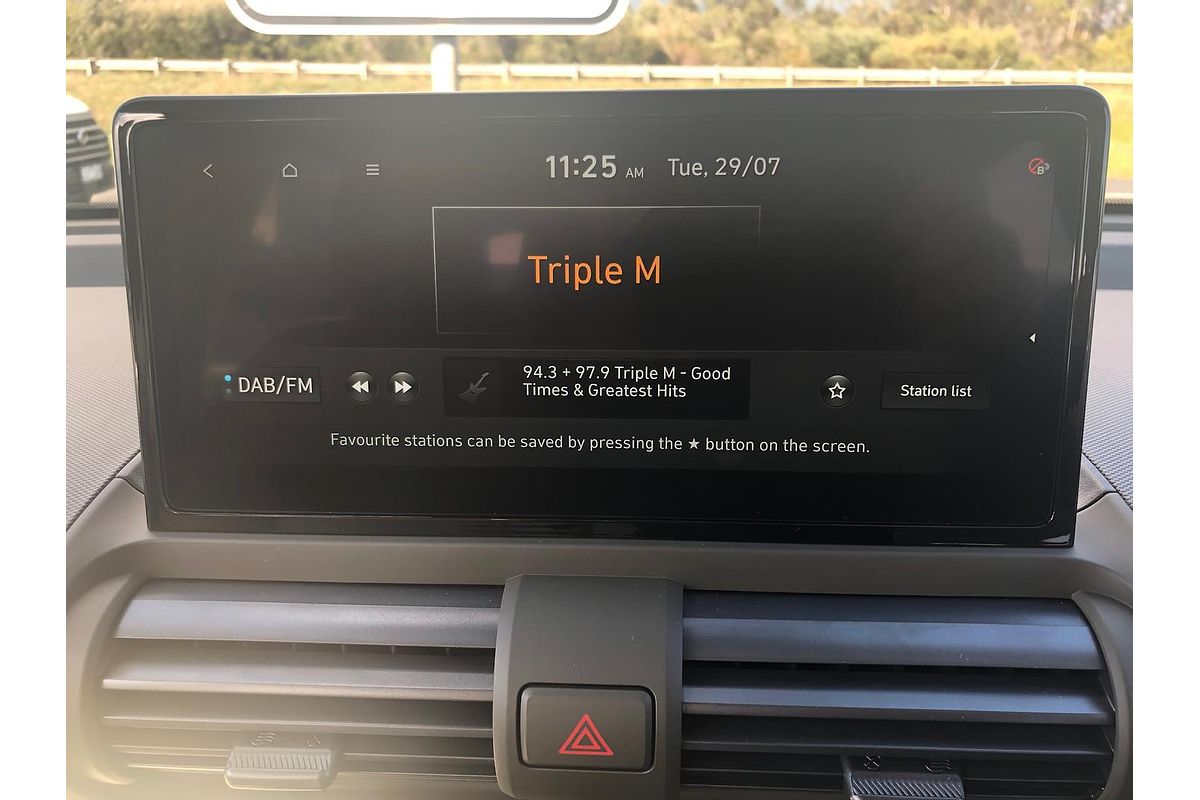 11:25 AM Tue, 29/07
Triple M
DAB/FM
94.3 + 97.9 Triple M - Good
Times & Greatest Hits
Station list
Favourite stations can be saved by pressing the ★ button on the screen.